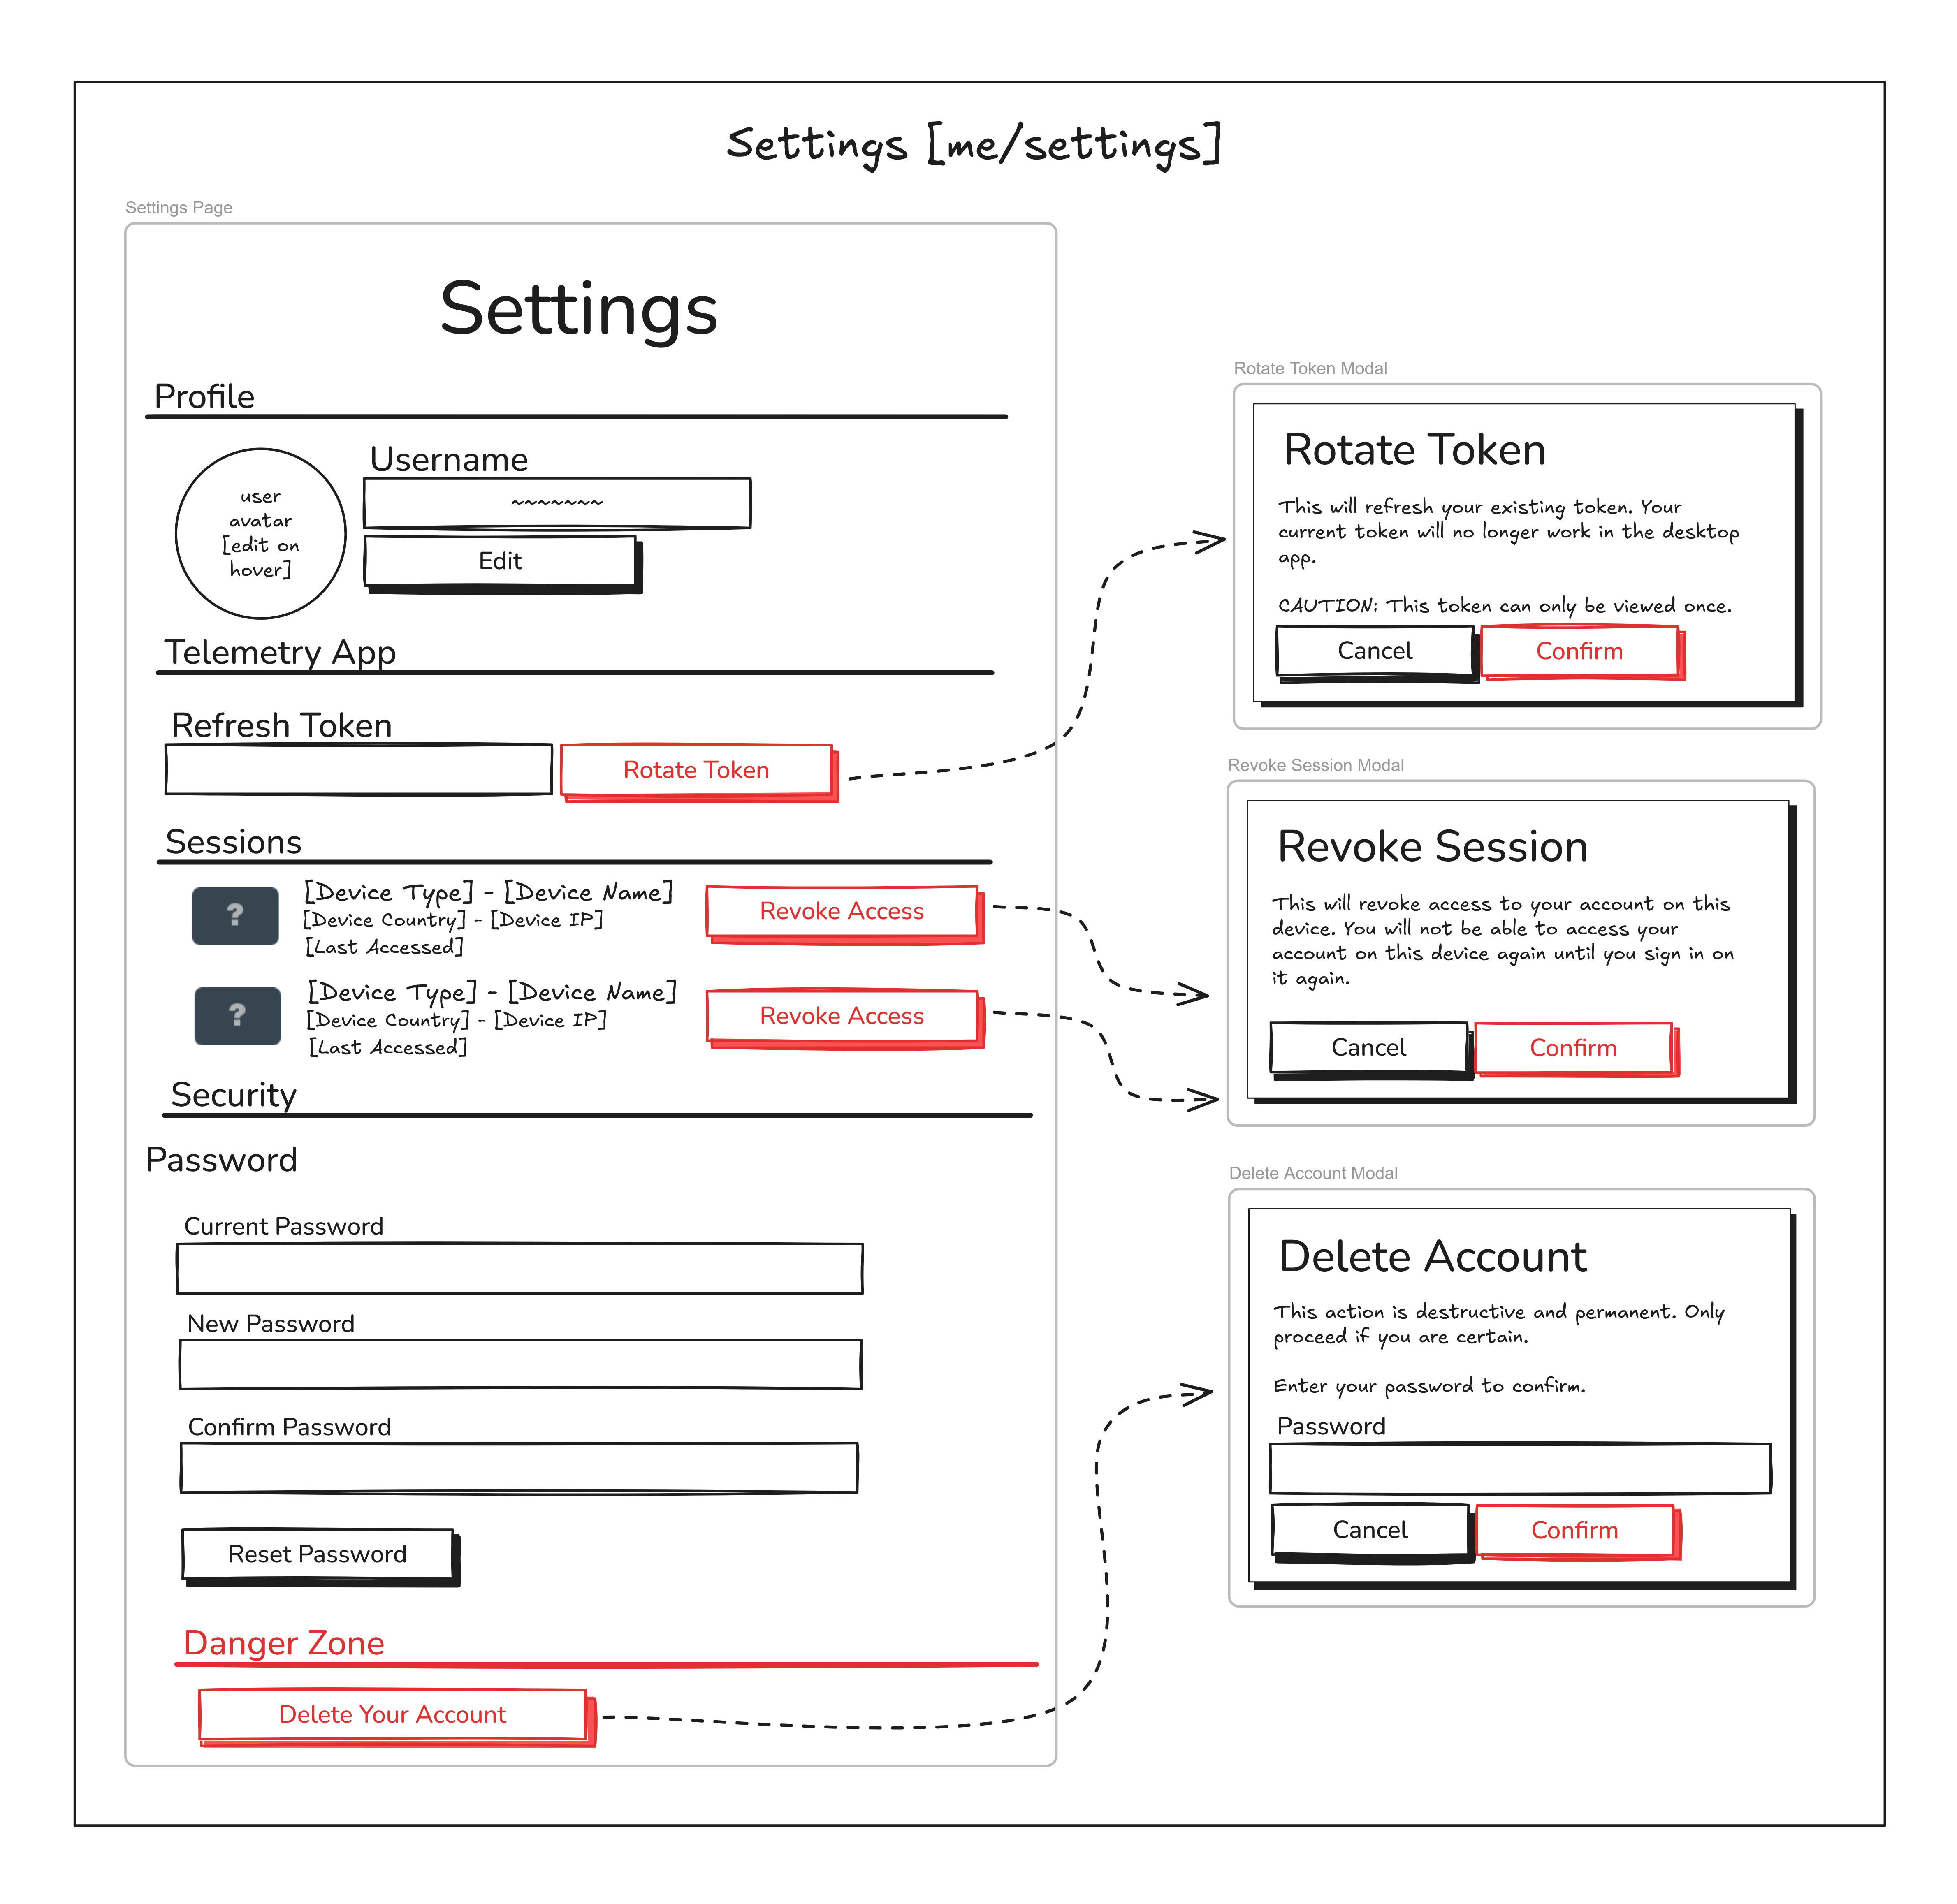 Settings [me/settings]
Settings Page
Settings
Profile
user
avatar
[edit on
hover]
Username
~~~~~~~
Edit
Telemetry App
Refresh Token
Rotate Token
Sessions
?
[Device Type] - [Device Name]
[Device Country] - [Device IP]
[Last Accessed]
Revoke Access
?
[Device Type] - [Device Name]
[Device Country] - [Device IP]
[Last Accessed]
Revoke Access
Security
Password
Current Password
New Password
Confirm Password
Reset Password
Danger Zone
Delete Your Account
Rotate Token Modal
Rotate Token
This will refresh your existing token. Your
current token will no longer work in the desktop
app.
CAUTION: This token can only be viewed once.
Cancel
Confirm
Revoke Session Modal
Revoke Session
This will revoke access to your account on this
device. You will not be able to access your
account on this device again until you sign in on
it again.
Cancel
Confirm
Delete Account Modal
Delete Account
This action is destructive and permanent. Only
proceed if you are certain.
Enter your password to confirm.
Password
Cancel
Confirm